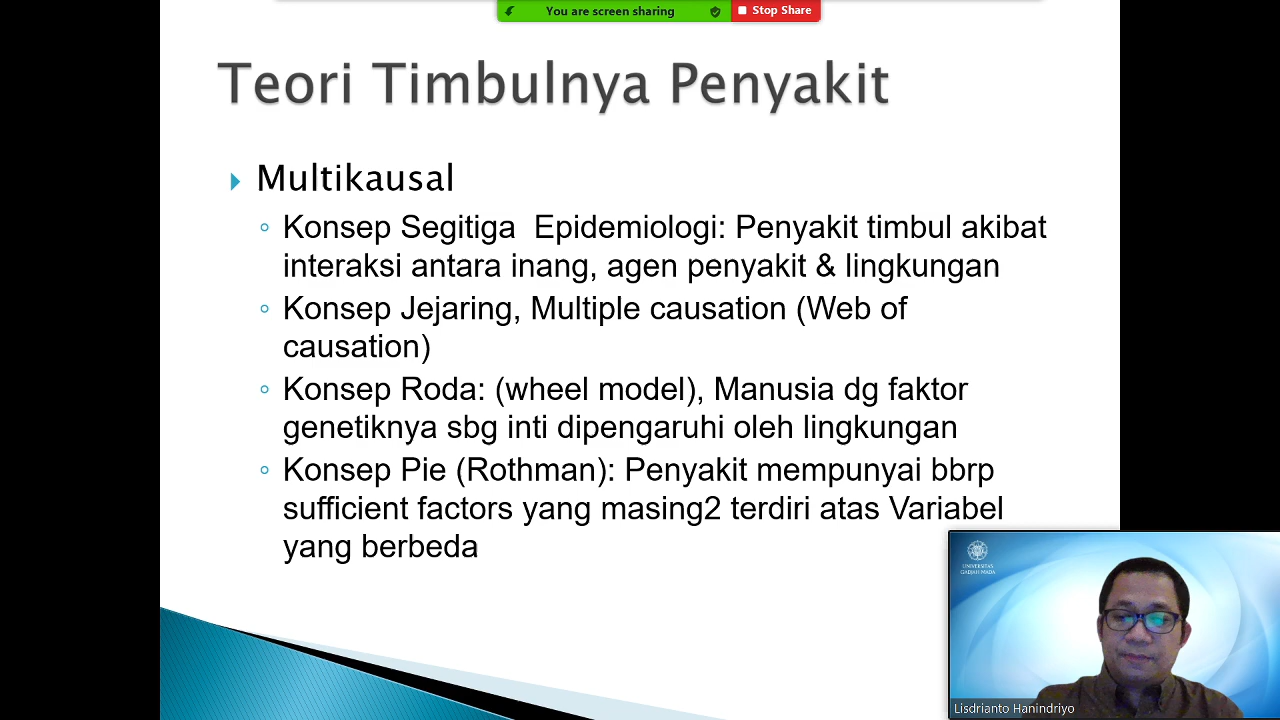 You are screen sharing
Stop Share
Teori Timbulnya Penyakit
Multikausal
Konsep Segitiga  Epidemiologi: Penyakit timbul akibat
interaksi antara inang, agen penyakit & lingkungan
Konsep Jejaring, Multiple causation (Web of
causation)
Konsep Roda: (wheel model), Manusia dg faktor
genetiknya sbg inti dipengaruhi oleh lingkungan
Konsep Pie (Rothman): Penyakit mempunyai bbrp
sufficient factors yang masing2 terdiri atas Variabel
yang berbeda
UNIVERSITAS
GADJAH MADA
Lisdrianto Hanindriyo